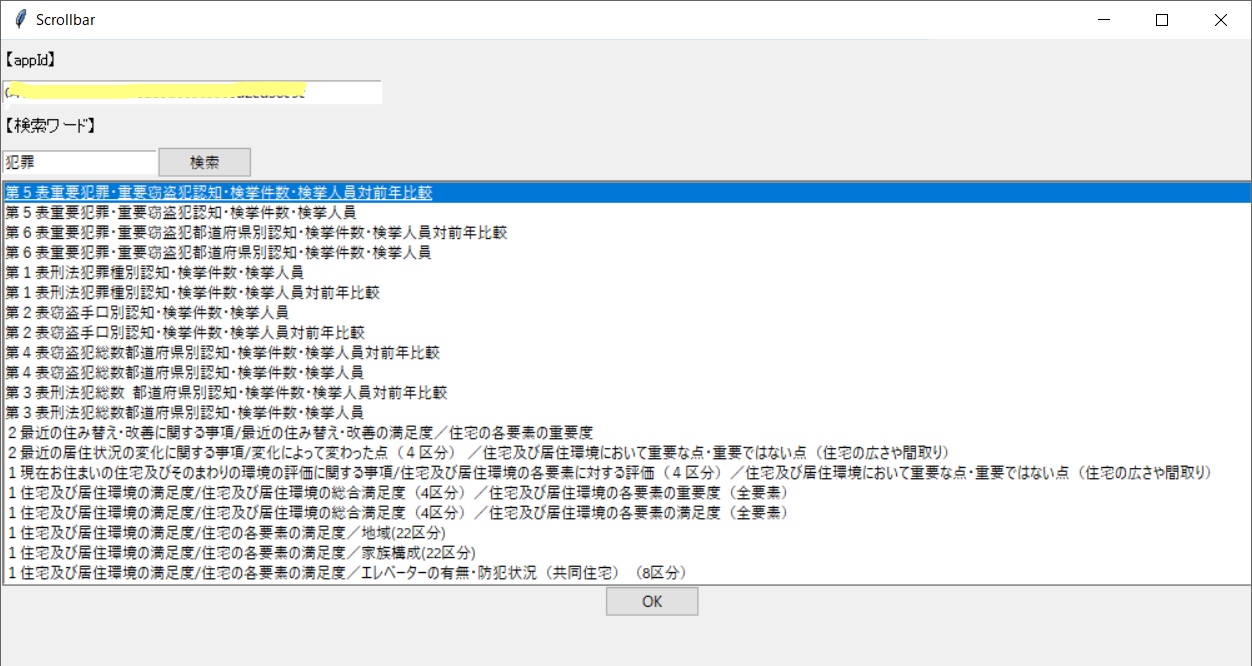 Scrollbar
【appId】
【検索ワード】
犯罪 検索
第５表重要犯罪・重要窃盗犯認知・検挙件数・検挙人員対前年比較
第５表重要犯罪・重要窃盗犯認知・検挙件数・検挙人員
第６表重要犯罪・重要窃盗犯都道府県別認知・検挙件数・検挙人員対前年比較
第６表重要犯罪・重要窃盗犯都道府県別認知・検挙件数・検挙人員
第１表刑法犯罪種別認知・検挙件数・検挙人員
第１表刑法犯罪種別認知・検挙件数・検挙人員対前年比較
第２表窃盗手口別認知・検挙件数・検挙人員
第２表窃盗手口別認知・検挙件数・検挙人員対前年比較
第４表窃盗犯総数都道府県別認知・検挙件数・検挙人員対前年比較
第４表窃盗犯総数都道府県別認知・検挙件数・検挙人員
第３表刑法犯総数 都道府県別認知・検挙件数・検挙人員対前年比較
第３表刑法犯総数都道府県別認知・検挙件数・検挙人員
２最近の住み替え・改善に関する事項/最近の住み替え・改善の満足度／住宅の各要素の重要度
２最近の居住状況の変化に関する事項/変化によって変わった点（４区分）／住宅及び居住環境において重要な点・重要ではない点（住宅の広さや間取り）
１現在お住まいの住宅及びそのまわりの環境の評価に関する事項/住宅及び居住環境の各要素に対する評価（４区分）／住宅及び居住環境において重要な点・重要ではない点（住宅の広さや間取り）
１住宅及び居住環境の満足度/住宅及び居住環境の総合満足度（4区分）／住宅及び居住環境の各要素の重要度（全要素）
１住宅及び居住環境の満足度/住宅及び居住環境の総合満足度（4区分）／住宅及び居住環境の各要素の満足度（全要素）
１住宅及び居住環境の満足度/住宅の各要素の満足度／地域(22区分)
１住宅及び居住環境の満足度/住宅の各要素の満足度／家族構成(22区分)
１住宅及び居住環境の満足度/住宅の各要素の満足度／エレベーターの有無・防犯状況（共同住宅）（8区分）
OK